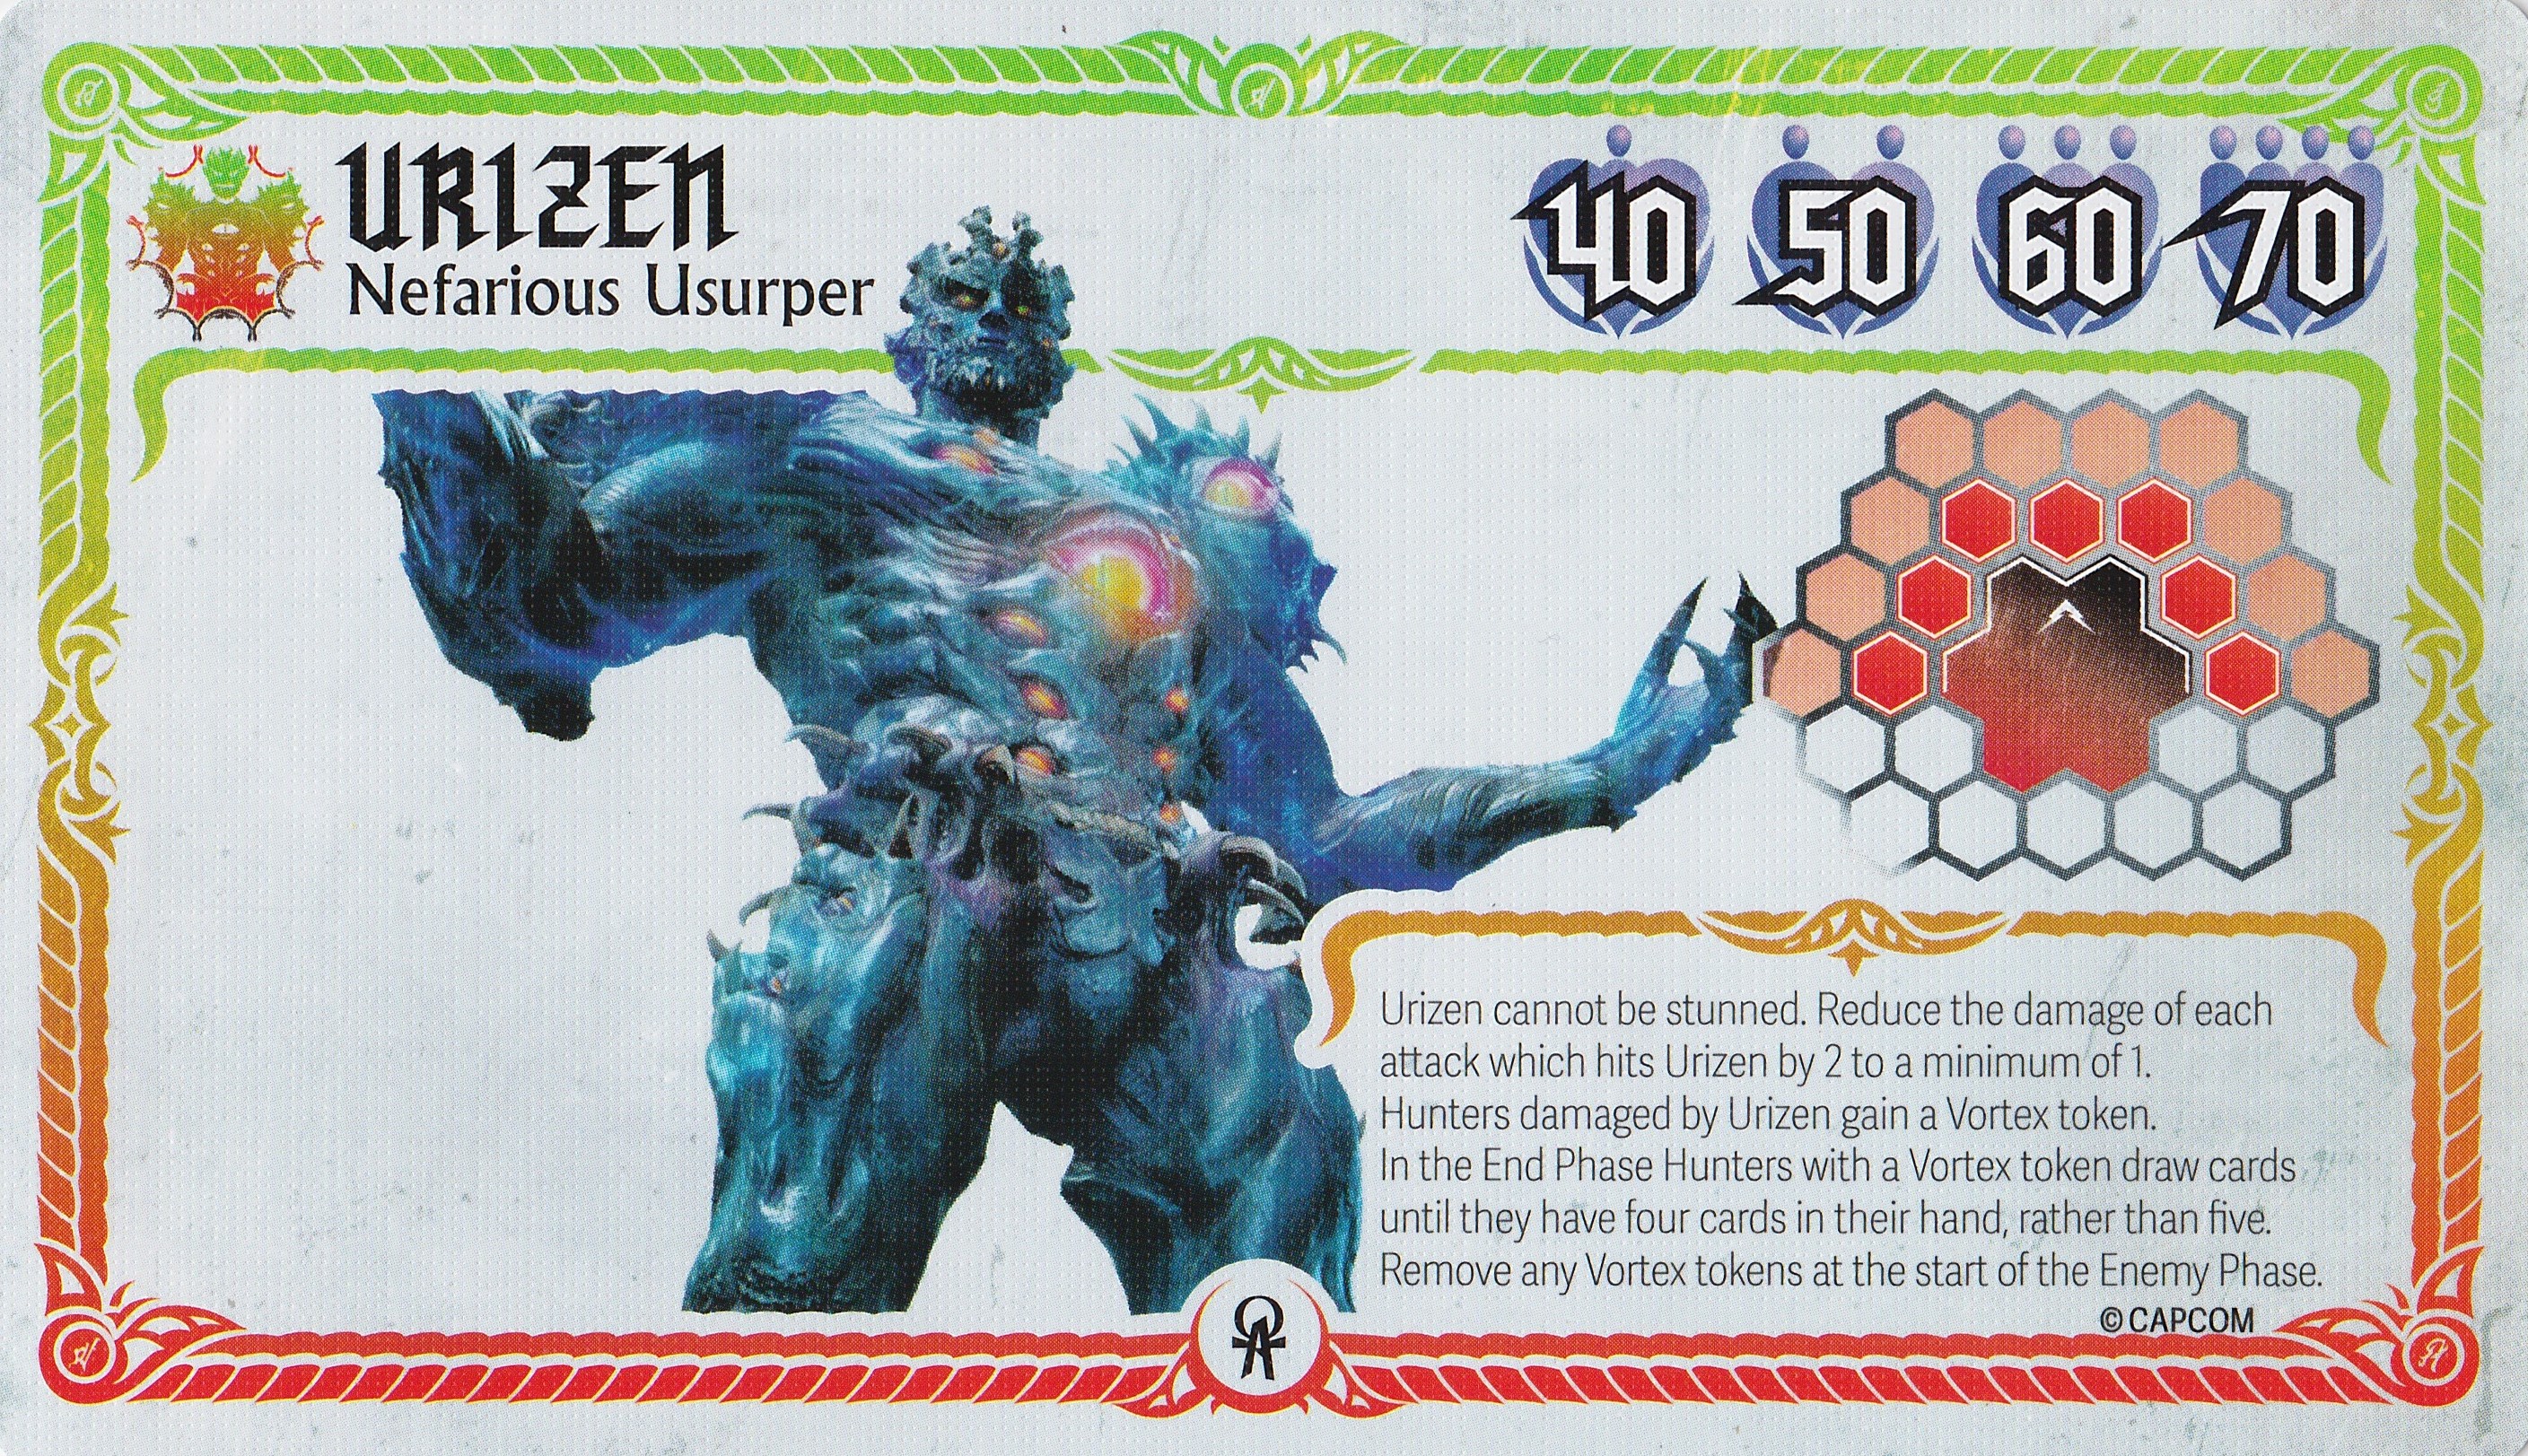 URIZEN
Nefarious Usurper
40 50 60 70
Urizen cannot be stunned. Reduce the damage of each
attack which hits Urizen by 2 to a minimum of 1.
Hunters damaged by Urizen gain a Vortex token.
In the End Phase Hunters with a Vortex token draw cards
until they have four cards in their hand, rather than five.
Remove any Vortex tokens at the start of the Enemy Phase.
© CAPCOM